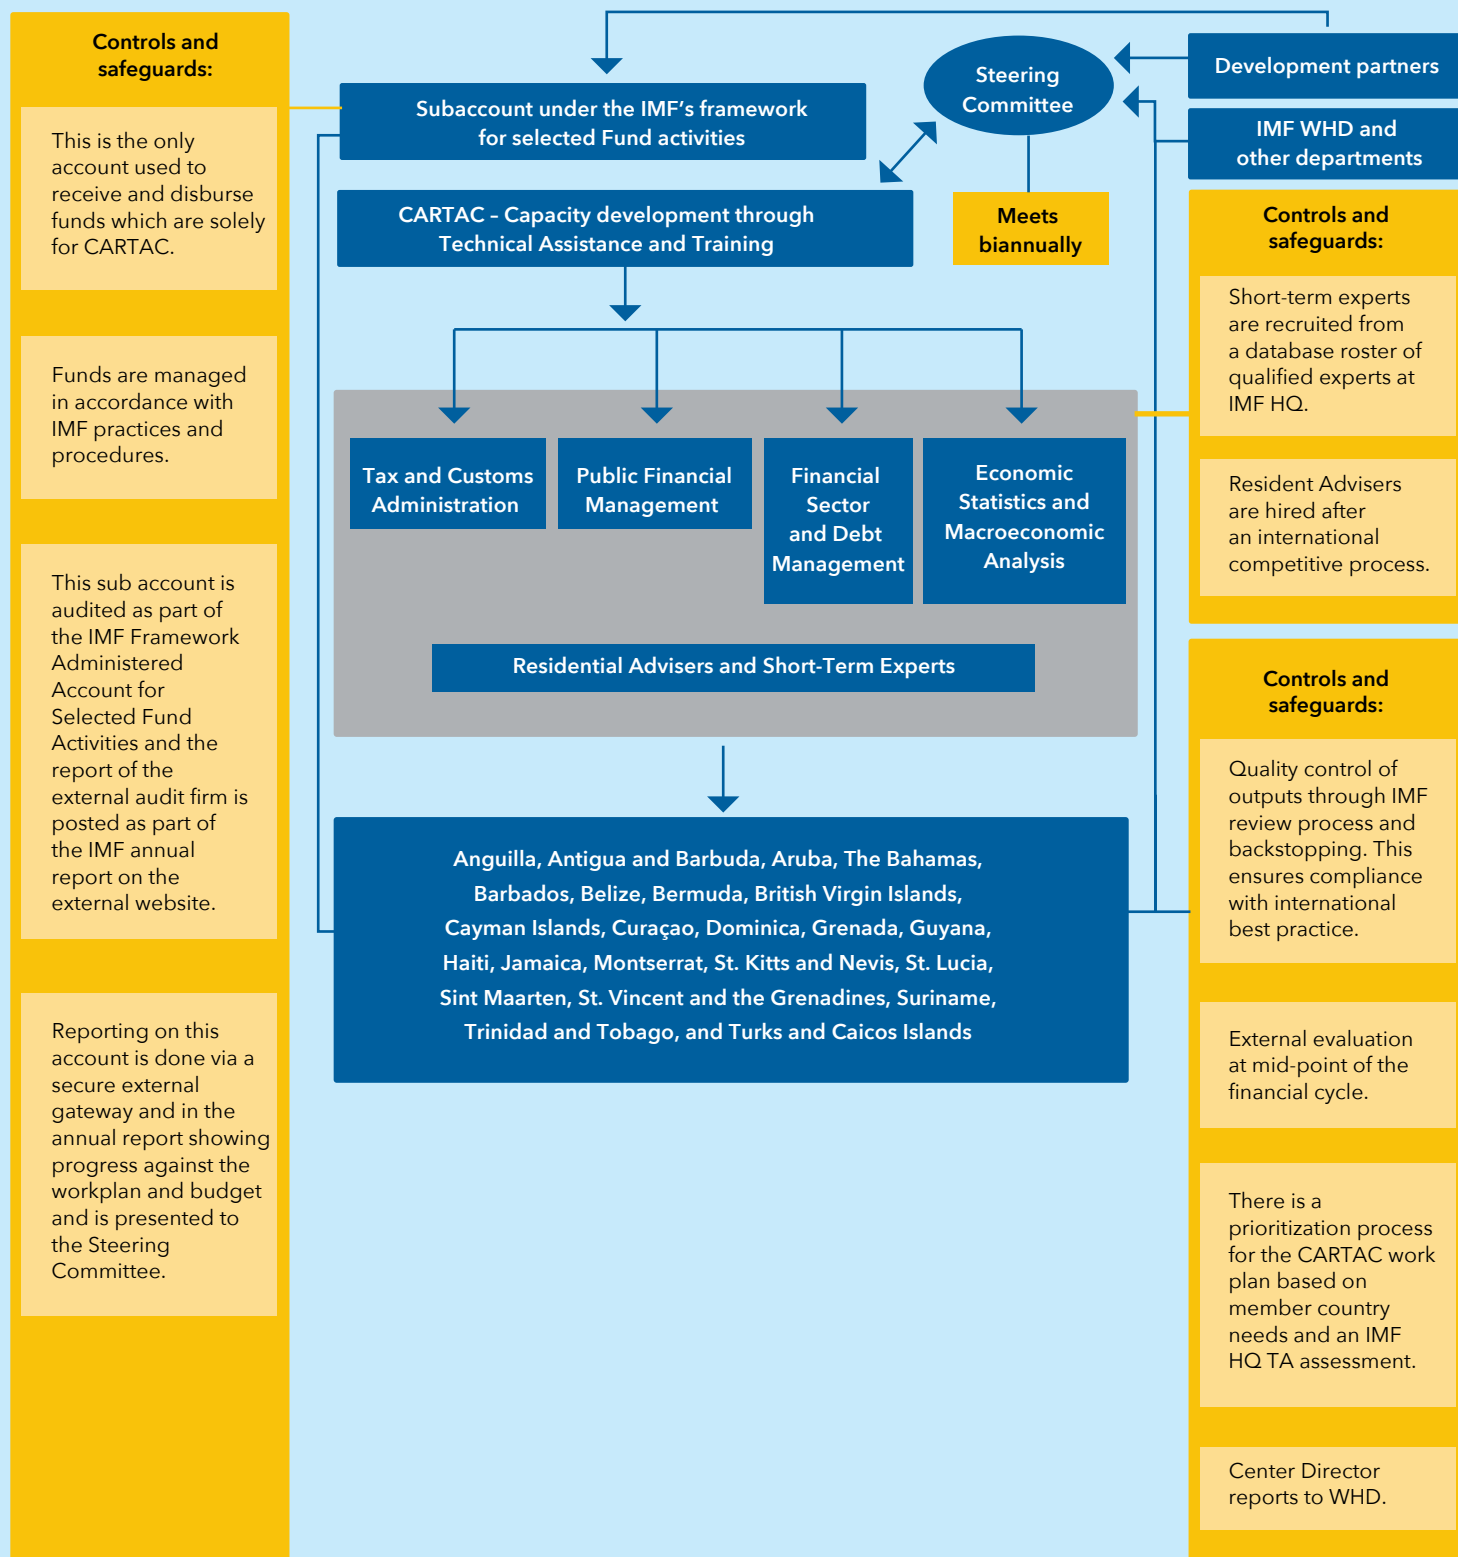 Controls and
safeguards:
This is the only
account used to
receive and disburse
funds which are solely
for CARTAC.
Funds are managed
in accordance with
IMF practices and
procedures.
This sub account is
audited as part of
the IMF Framework
Administered
Account for
Selected Fund
Activities and the
report of the
external audit firm is
posted as part of
the IMF annual
report on the
external website.
Reporting on this
account is done via a
secure external
gateway and in the
annual report showing
progress against the
workplan and budget
and is presented to
the Steering
Committee.
Subaccount under the IMF's framework
for selected Fund activities
Steering
Committee
Development partners
IMF WHD and
other departments
CARTAC – Capacity development through
Technical Assistance and Training
Meets
biannually
Tax and Customs
Administration
Public Financial
Management
Financial
Sector
and Debt
Management
Economic
Statistics and
Macroeconomic
Analysis
Residential Advisers and Short-Term Experts
Anguilla, Antigua and Barbuda, Aruba, The Bahamas,
Barbados, Belize, Bermuda, British Virgin Islands,
Cayman Islands, Curaçao, Dominica, Grenada, Guyana,
Haiti, Jamaica, Montserrat, St. Kitts and Nevis, St. Lucia,
Sint Maarten, St. Vincent and the Grenadines, Suriname,
Trinidad and Tobago, and Turks and Caicos Islands
Controls and
safeguards:
Short-term experts
are recruited from
a database roster of
qualified experts at
IMF HQ.
Resident Advisers
are hired after
an international
competitive process.
Controls and
safeguards:
Quality control of
outputs through IMF
review process and
backstopping. This
ensures compliance
with international
best practice.
External evaluation
at mid-point of the
financial cycle.
There is a
prioritization process
for the CARTAC work
plan based on
member country
needs and an IMF
HQ TA assessment.
Center Director
reports to WHD.